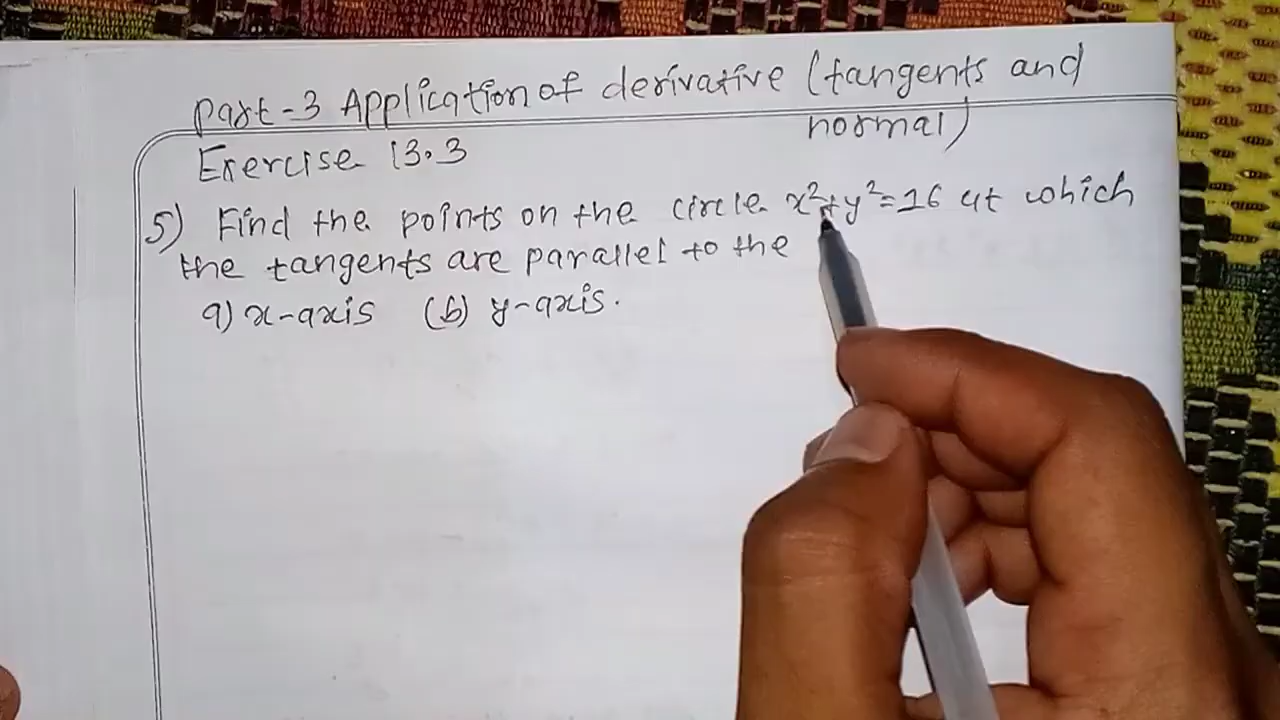 Part-3 Application of derivative (tangents and
normal)
Exercise 13.3
5) Find the points on the circle x²+y²=16 at which
the tangents are parallel to the
a) x-axis (b) y-axis.